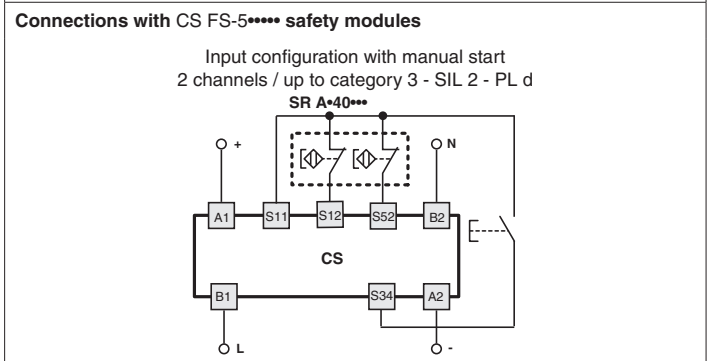 Connections with CS FS-5••••• safety modules
Input configuration with manual start
2 channels / up to category 3 - SIL 2 - PL d
SR A•40•••
+
N
A1 S11 S12 S52 B2
CS
B1 S34 A2
L
-